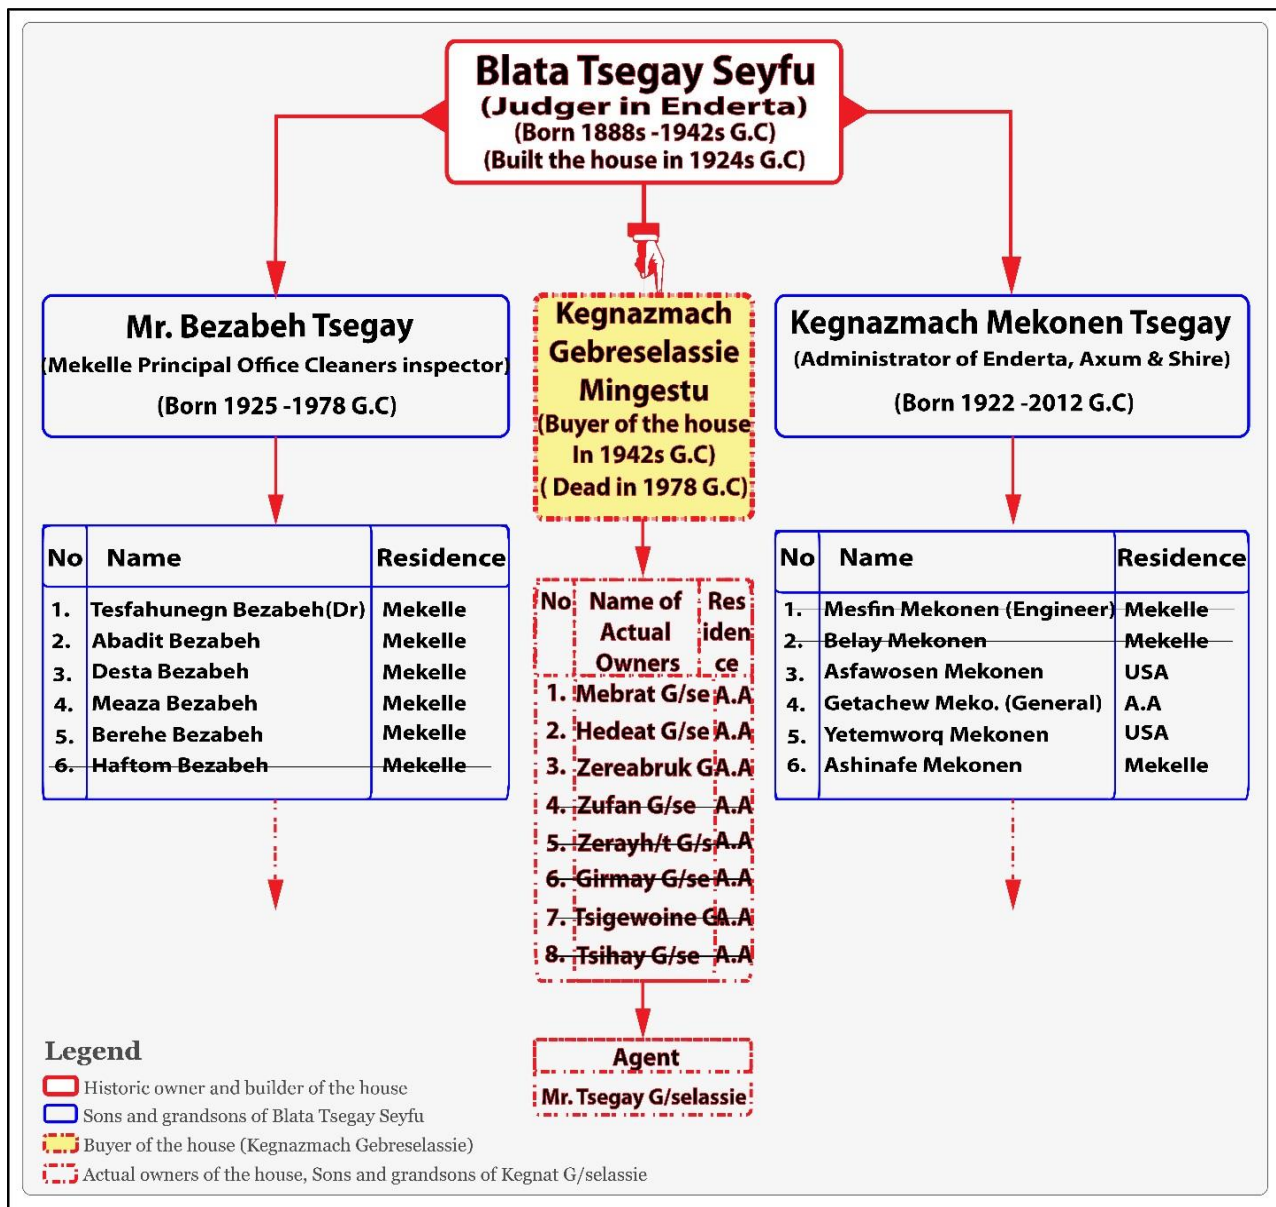 Blata Tsegay Seyfu
(Judger in Enderta)
(Born 1888s -1942s G.C)
(Built the house in 1924s G.C)
Mr. Bezabeh Tsegay
(Mekelle Principal Office Cleaners inspector)
(Born 1925 -1978 G.C)
Kegnazmach
Gebreselassie
Mingestu
(Buyer of the house
In 1942s G.C)
( Dead in 1978 G.C)
Kegnazmach Mekonen Tsegay
(Administrator of Enderta, Axum & Shire)
(Born 1922 -2012 G.C)
No Name Residence
1. Tesfahunegn Bezabeh(Dr) Mekelle
2. Abadit Bezabeh Mekelle
3. Desta Bezabeh Mekelle
4. Meaza Bezabeh Mekelle
5. Berehe Bezabeh Mekelle
6. Haftom Bezabeh Mekelle
No Name of Res
Actual iden
Owners ce
1. Mebrat G/se A.A
2. Hedeat G/se A.A
3. Zereabruk G A.A
4. Zufan G/se A.A
5. Zerayh/t G/s A.A
6. Girmay G/se A.A
7. Tsigewoine G A.A
8. Tsihay G/se A.A
Agent
Mr. Tsegay G/selassie
No Name Residence
1. Mesfin Mekonen (Engineer) Mekelle
2. Belay Mekonen Mekelle
3. Asfawosen Mekonen USA
4. Getachew Meko. (General) A.A
5. Yetemworq Mekonen USA
6. Ashinafe Mekonen Mekelle
Legend
Historic owner and builder of the house
Sons and grandsons of Blata Tsegay Seyfu
Buyer of the house (Kegnazmach Gebreselassie)
Actual owners of the house, Sons and grandsons of Kegnat G/selassie